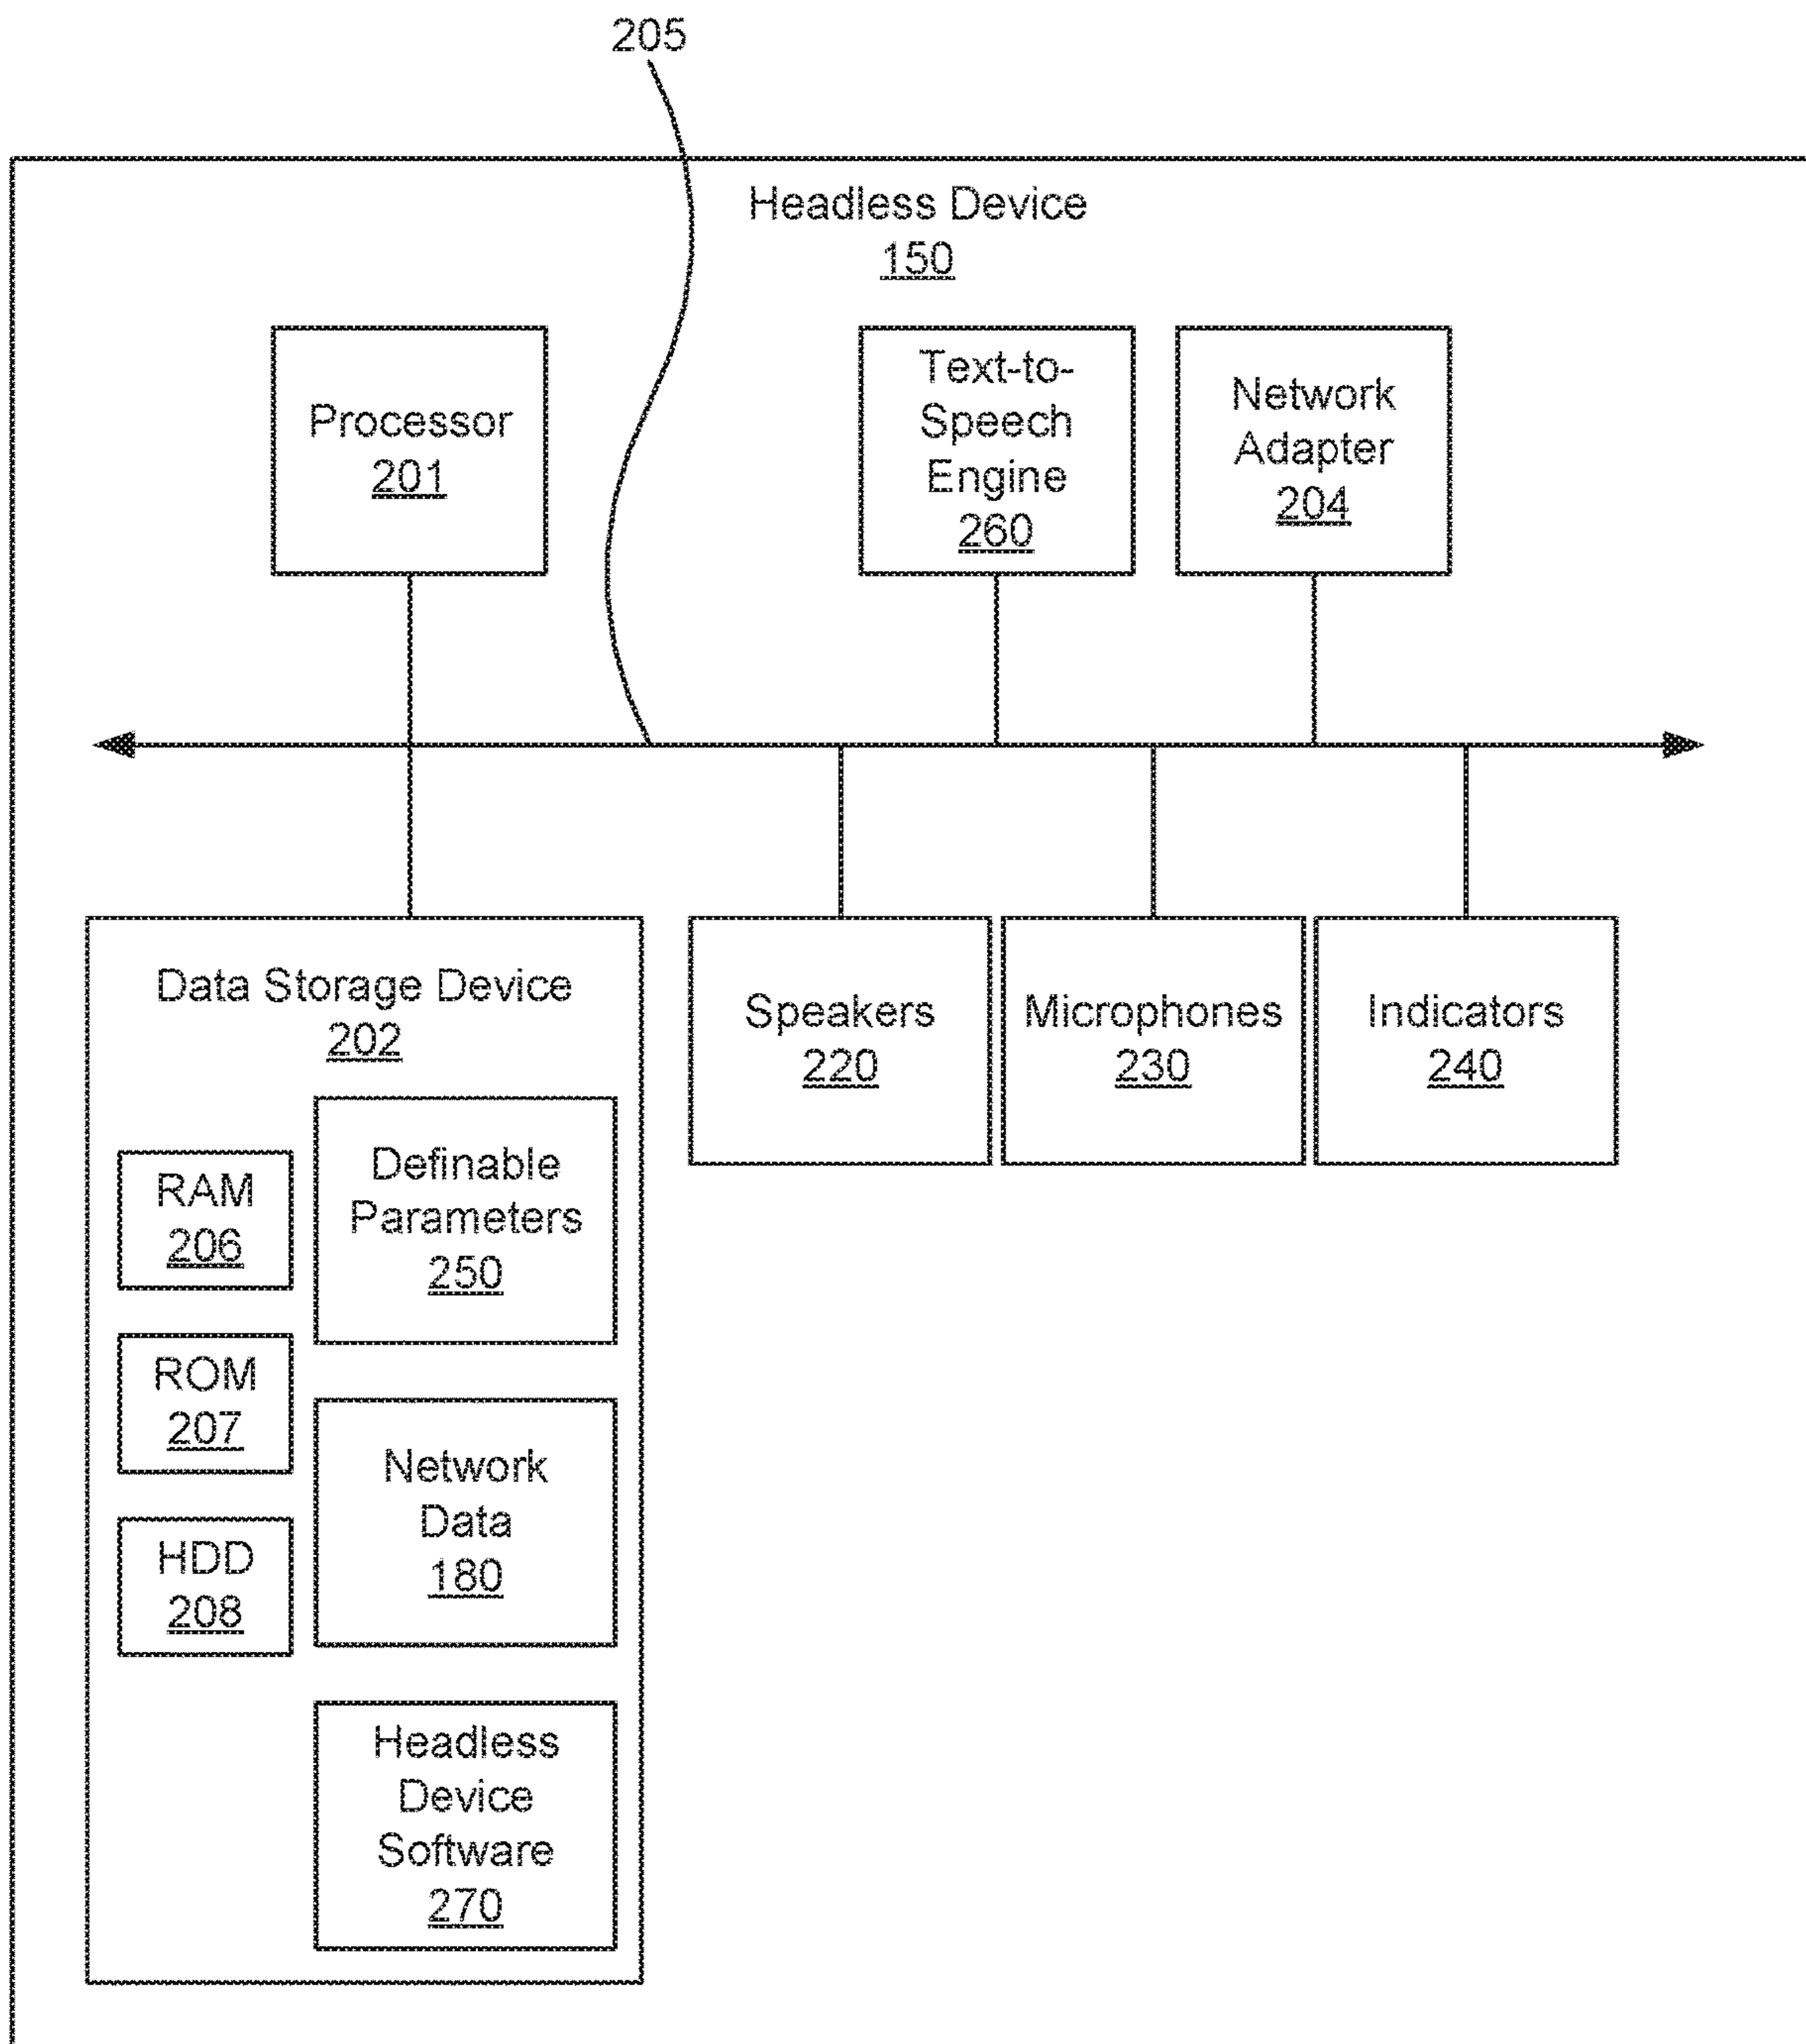 205
Headless Device
150
Processor
201
Text-to-
Speech
Engine
260
Network
Adapter
204
Data Storage Device
202
RAM
206
ROM
207
HDD
208
Definable
Parameters
250
Network
Data
180
Headless
Device
Software
270
Speakers
220
Microphones
230
Indicators
240